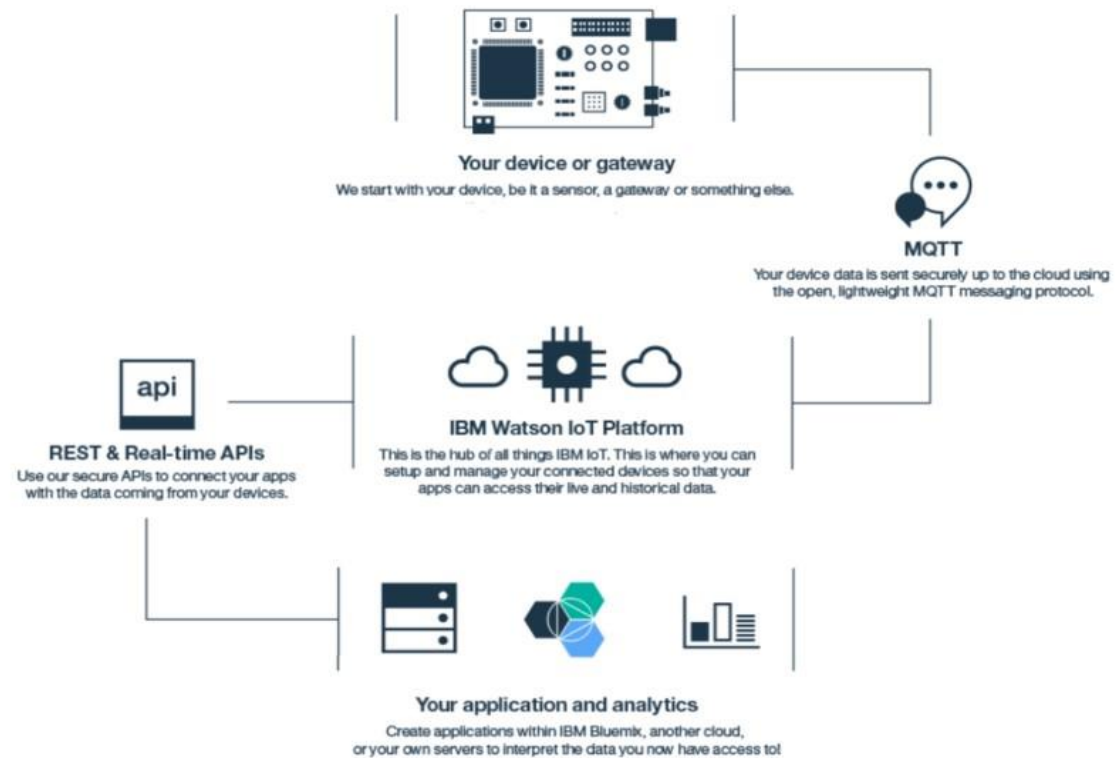 Your device or gateway
We start with your device, be it a sensor, a gateway or something else.
MQTT
Your device data is sent securely up to the cloud using
the open, lightweight MQTT messaging protocol.
api
REST & Real-time APIs
Use our secure APIs to connect your apps
with the data coming from your devices.
IBM Watson IoT Platform
This is the hub of all things IBM IoT. This is where you can
setup and manage your connected devices so that your
apps can access their live and historical data.
Your application and analytics
Create applications within IBM Bluemix, another cloud,
or your own servers to interpret the data you now have access to!